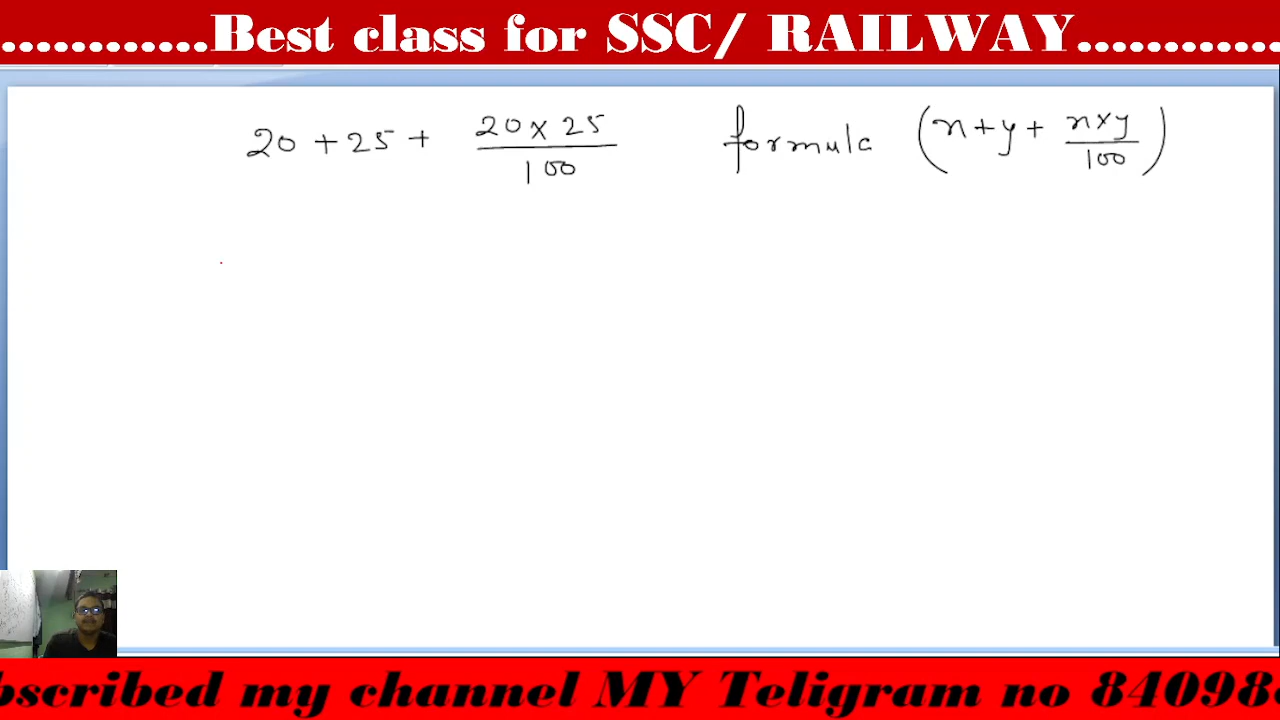 ............Best class for SSC/ RAILWAY............
20 + 25 + 20 x 25 / 100 formula (x + y + x x y / 100)
bscribed my channel MY Teligram no 84098